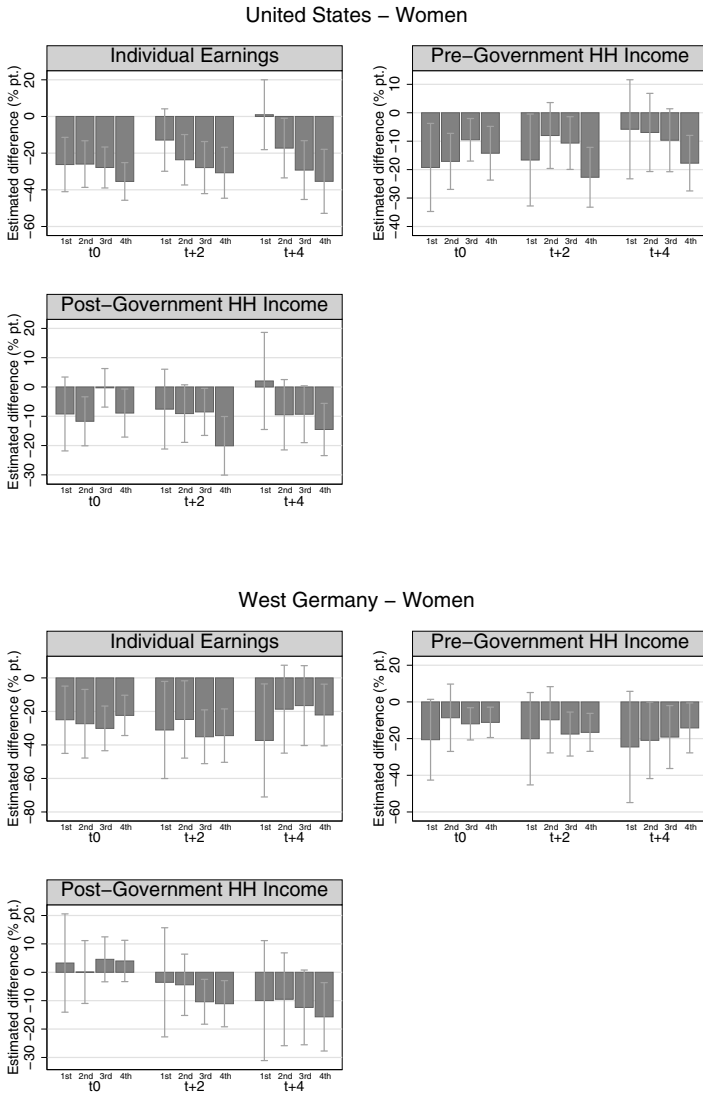 United States − Women
Individual Earnings
Estimated difference (% pt.)
20
0
−20
−40
−60
1st 2nd 3rd 4th 1st 2nd 3rd 4th 1st 2nd 3rd 4th
t0 t+2 t+4
Pre−Government HH Income
Estimated difference (% pt.)
10
0
−10
−20
−30
−40
1st 2nd 3rd 4th 1st 2nd 3rd 4th 1st 2nd 3rd 4th
t0 t+2 t+4
Post−Government HH Income
Estimated difference (% pt.)
20
10
0
−10
−20
−30
1st 2nd 3rd 4th 1st 2nd 3rd 4th 1st 2nd 3rd 4th
t0 t+2 t+4
West Germany − Women
Individual Earnings
Estimated difference (% pt.)
0
−20
−40
−60
−80
1st 2nd 3rd 4th 1st 2nd 3rd 4th 1st 2nd 3rd 4th
t0 t+2 t+4
Pre−Government HH Income
Estimated difference (% pt.)
20
0
−20
−40
−60
1st 2nd 3rd 4th 1st 2nd 3rd 4th 1st 2nd 3rd 4th
t0 t+2 t+4
Post−Government HH Income
Estimated difference (% pt.)
20
10
0
−10
−20
−30
1st 2nd 3rd 4th 1st 2nd 3rd 4th 1st 2nd 3rd 4th
t0 t+2 t+4